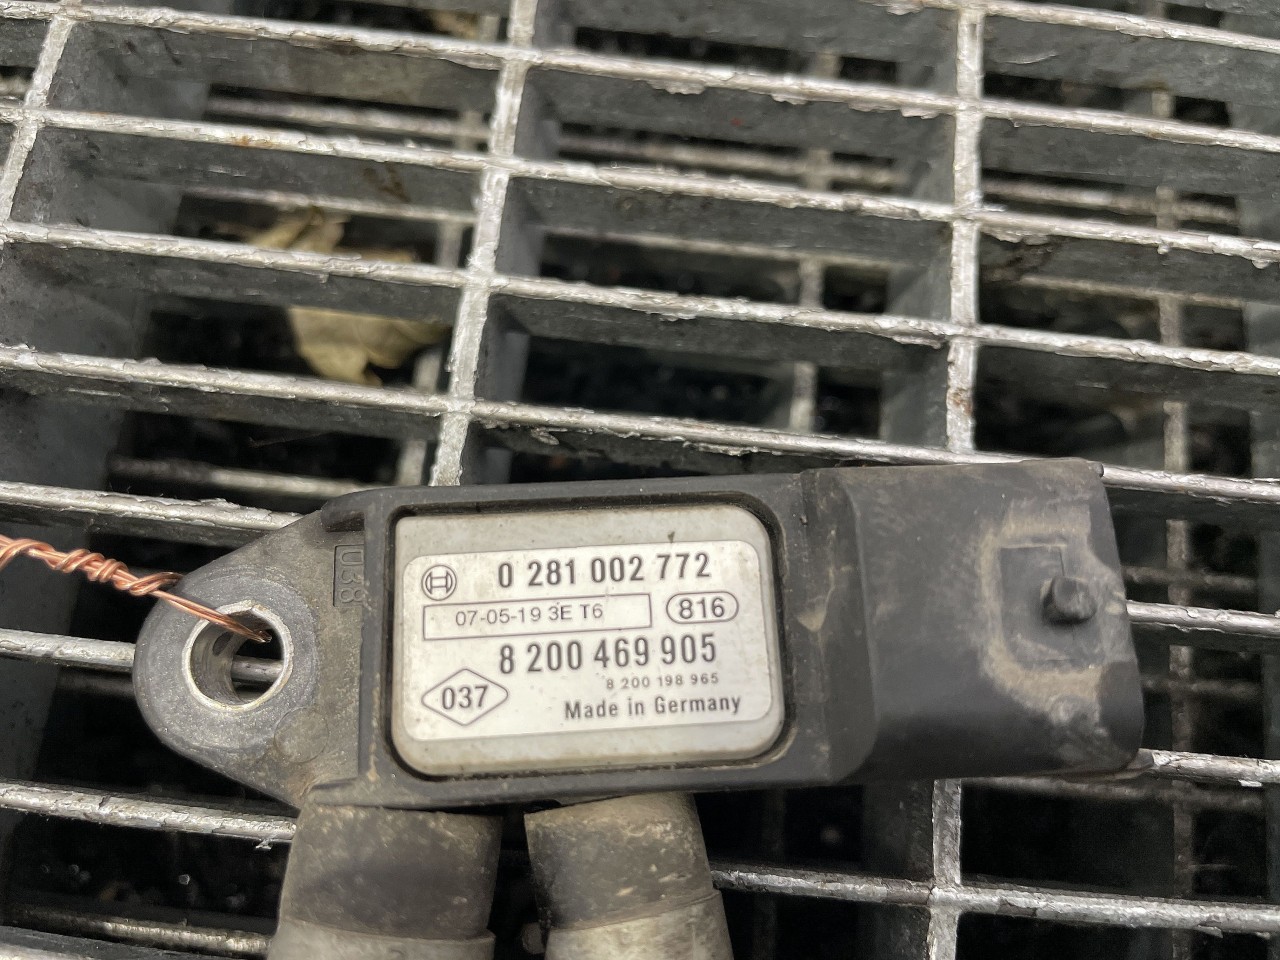 U38
0 281 002 772
07-05-19 3E T6
816
8 200 469 905
8 200 198 965
037
Made in Germany